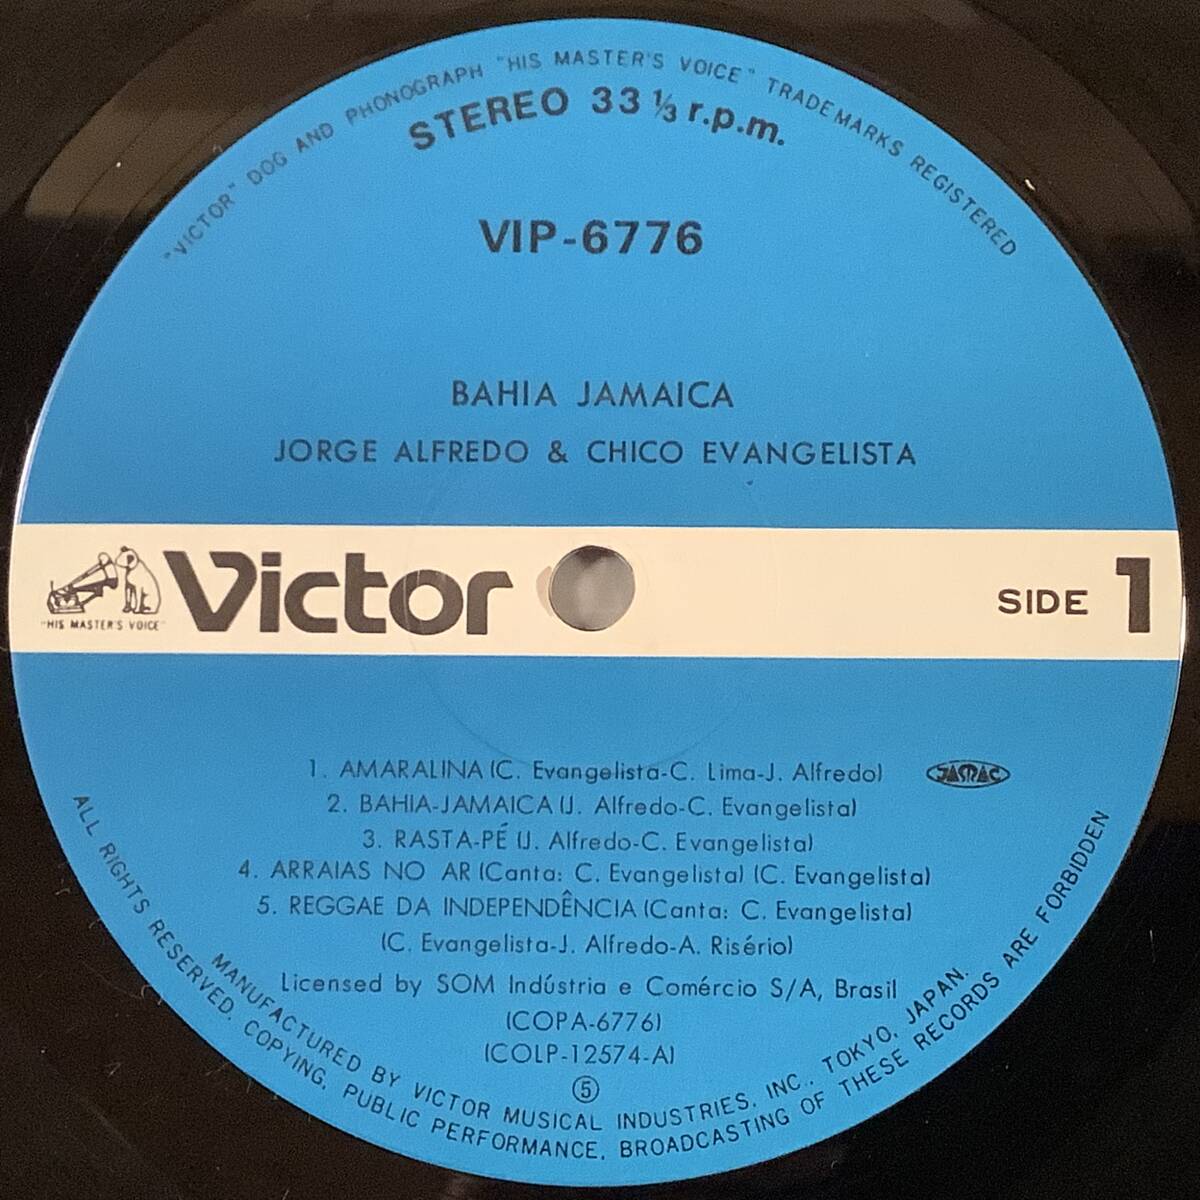 "VICTOR" DOG AND PHONOGRAPH "HIS MASTER'S VOICE" TRADEMARKS REGISTERED
STEREO 33 ⅓ r.p.m.
VIP-6776
BAHIA JAMAICA
JORGE ALFREDO & CHICO EVANGELISTA
"HIS MASTER'S VOICE"
Victor
SIDE 1
1. AMARALINA (C. Evangelista-C. Lima-J. Alfredo)
JASRAC
2. BAHIA-JAMAICA (J. Alfredo-C. Evangelista)
3. RASTA-PÉ (J. Alfredo-C. Evangelista)
4. ARRAIAS NO AR (Canta: C. Evangelista) (C. Evangelista)
5. REGGAE DA INDEPENDÊNCIA (Canta: C. Evangelista)
(C. Evangelista-J. Alfredo-A. Risério)
Licensed by SOM Indústria e Comércio S/A, Brasil
(COPA-6776)
(COLP-12574-A)
⑤
MANUFACTURED BY VICTOR MUSICAL INDUSTRIES, INC., TOKYO, JAPAN.
ALL RIGHTS RESERVED. COPYING, PUBLIC PERFORMANCE, BROADCASTING OF THESE RECORDS ARE FORBIDDEN